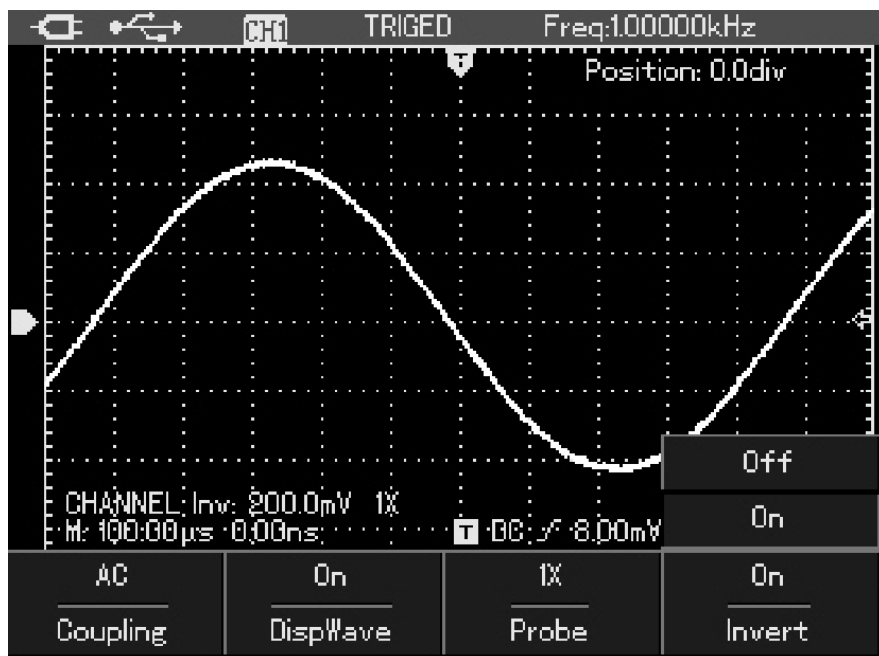 CH1 TRIGED Freq:1.00000kHz
T
Position: 0.0div
Off
CHANNEL: Inv: 200.0mV 1X
On
M: 100.00μs 0.00ns T DC: 8.00mV
AC On 1X On
Coupling DispWave Probe Invert